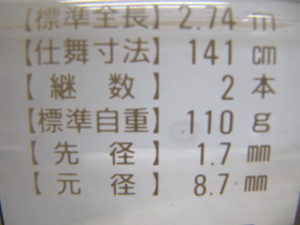 【標準全長】2.74 m
【仕舞寸法】141 cm
【継数】2本
【標準自重】110 g
【先径】1.7 mm
【元径】8.7 mm